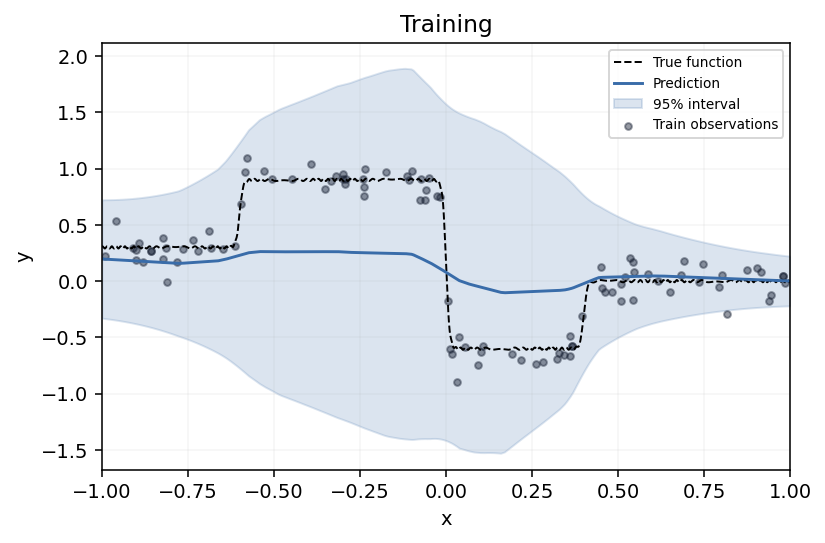 Training
True function
Prediction
95% interval
Train observations
2.0
1.5
1.0
0.5
0.0
−0.5
−1.0
−1.5
y
−1.00 −0.75 −0.50 −0.25 0.00 0.25 0.50 0.75 1.00
x